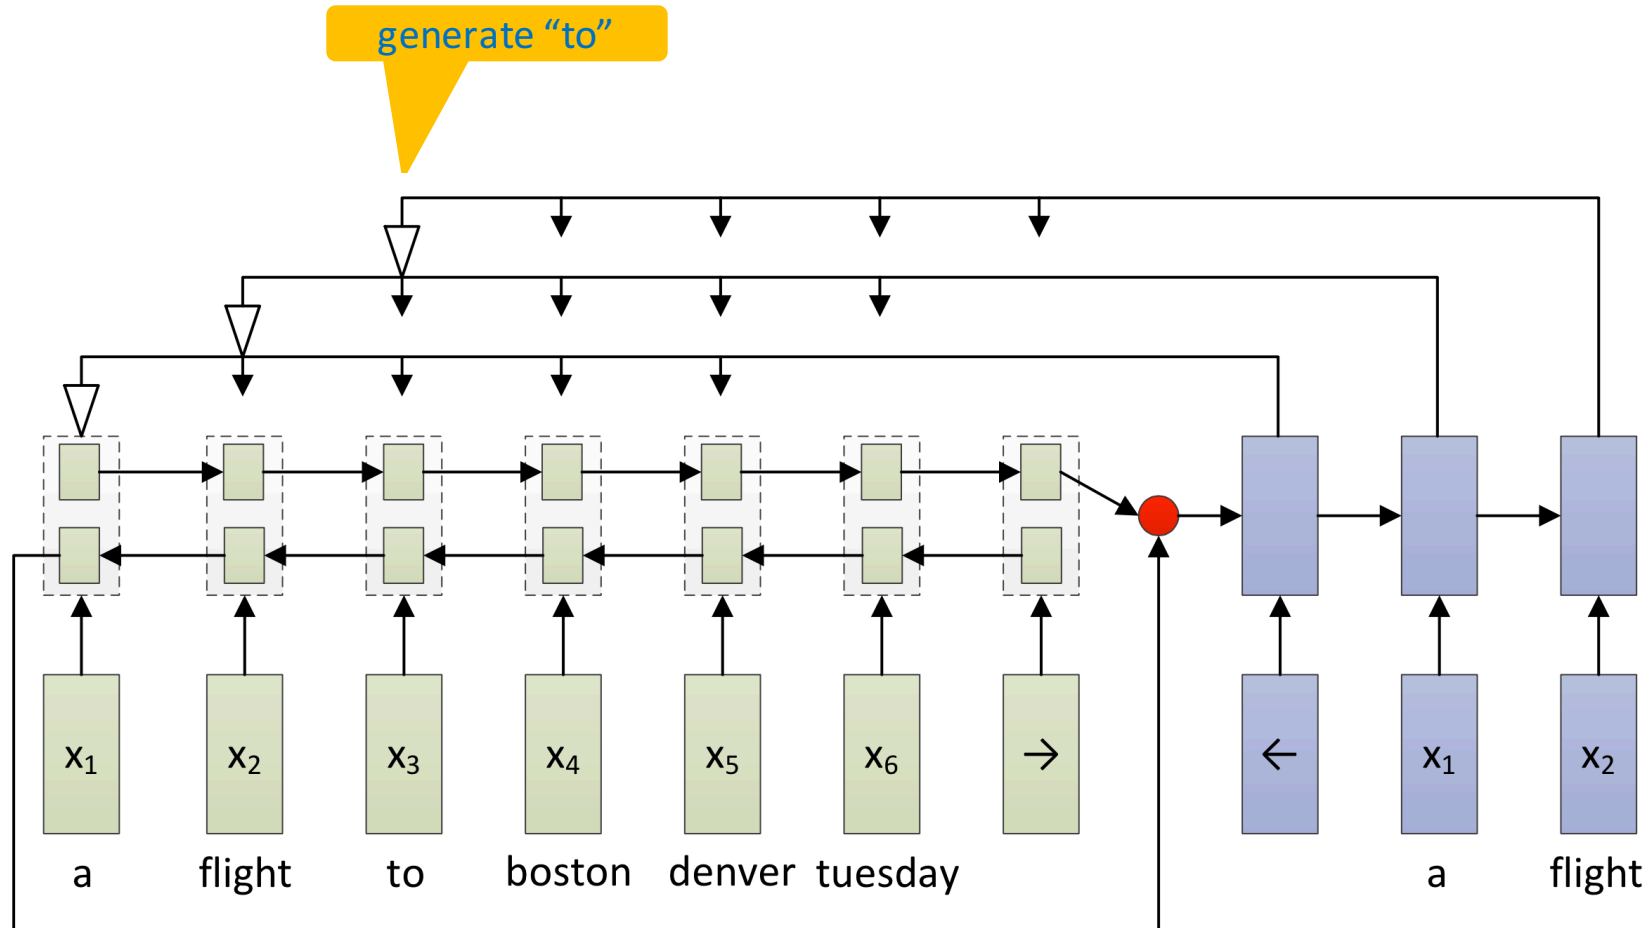 generate “to”
x₁ x₂ x₃ x₄ x₅ x₆ → ← x₁ x₂
a flight to boston denver tuesday a flight